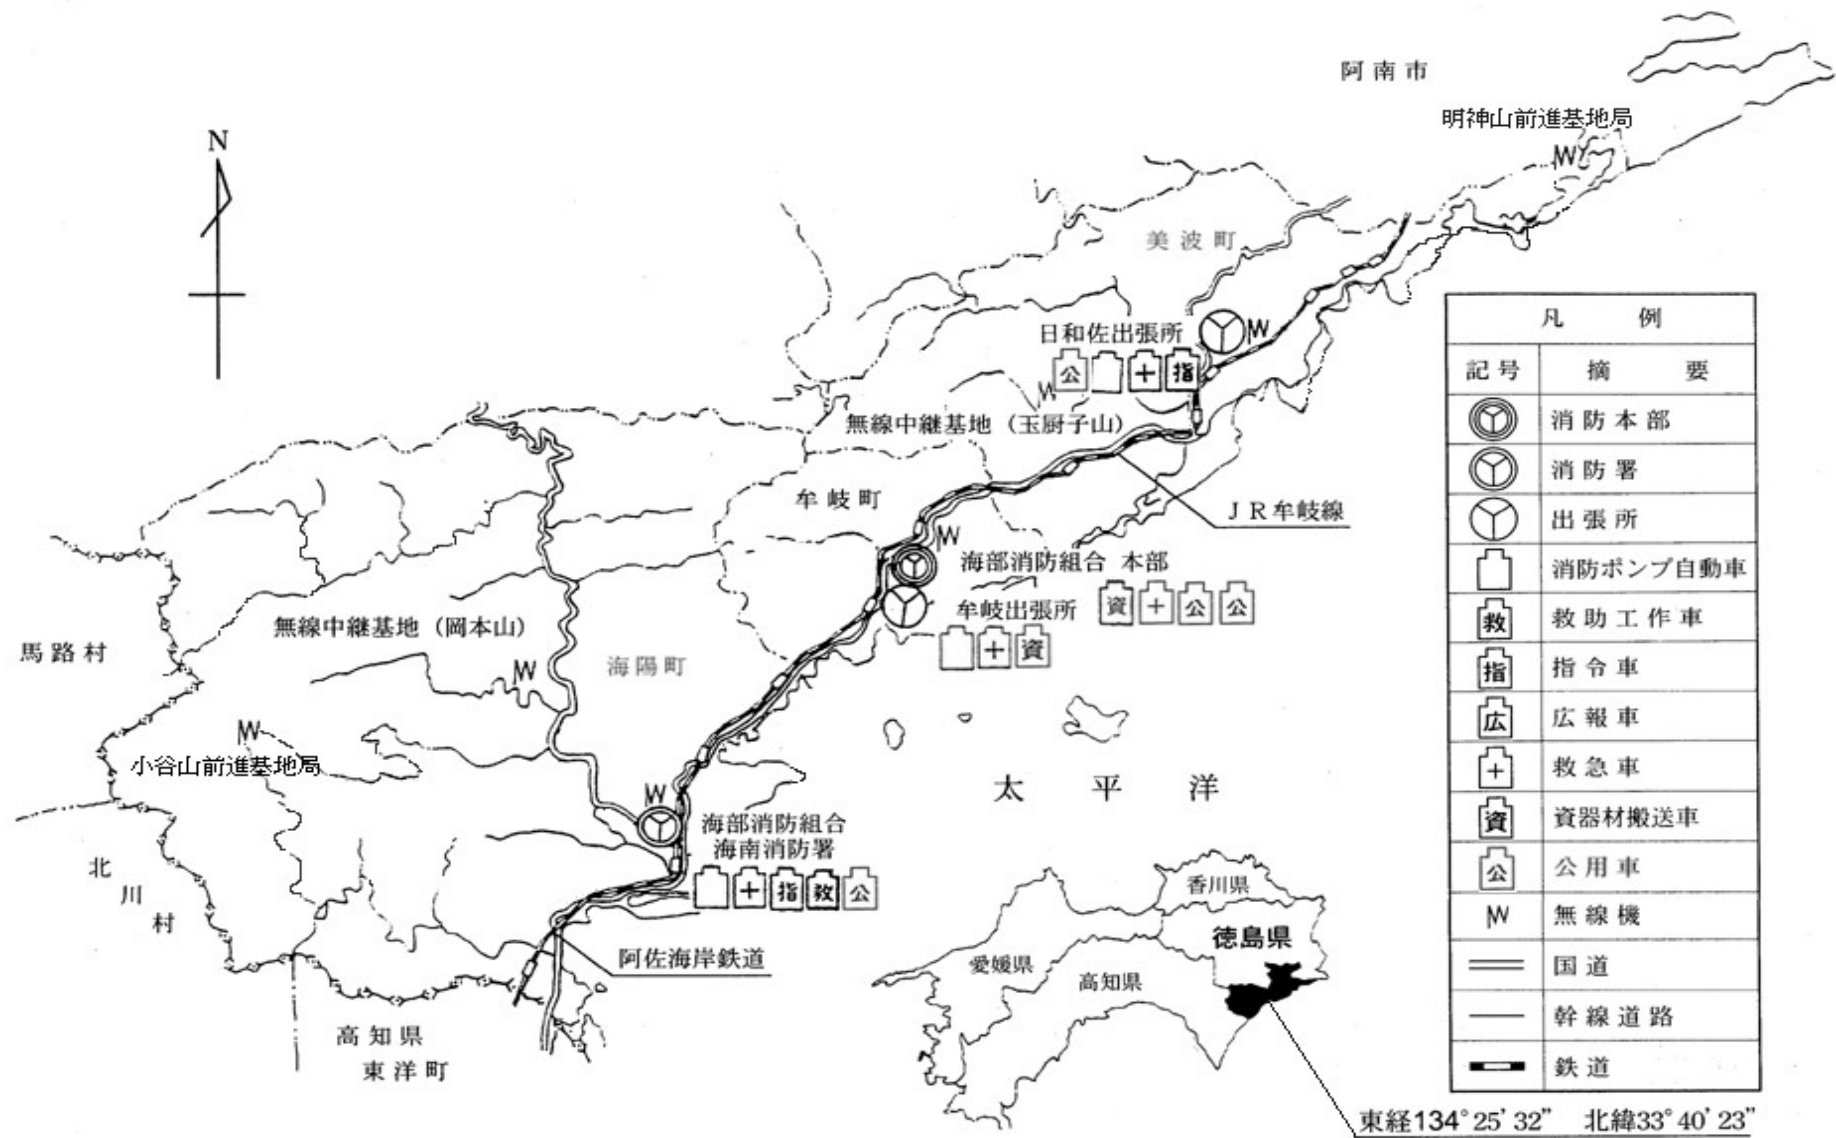 阿南市
明神山前進基地局
N
美波町
日和佐出張所
公 十 指
無線中継基地（玉厨子山）
牟岐町
ＪＲ牟岐線
海部消防組合 本部
資 十 公 公
牟岐出張所
十 資
無線中継基地（岡本山）
馬路村
海陽町
小谷山前進基地局
太平洋
海部消防組合
海南消防署
十 指 救 公
北川村
阿佐海岸鉄道
高知県
東洋町
香川県
徳島県
愛媛県
高知県
東経134°25’32” 北緯33°40’23”
凡例
記号 摘要
消防本部
消防署
出張所
消防ポンプ自動車
救 救助工作車
指 指令車
広 広報車
十 救急車
資 資器材搬送車
公 公用車
無線機
国道
幹線道路
鉄道